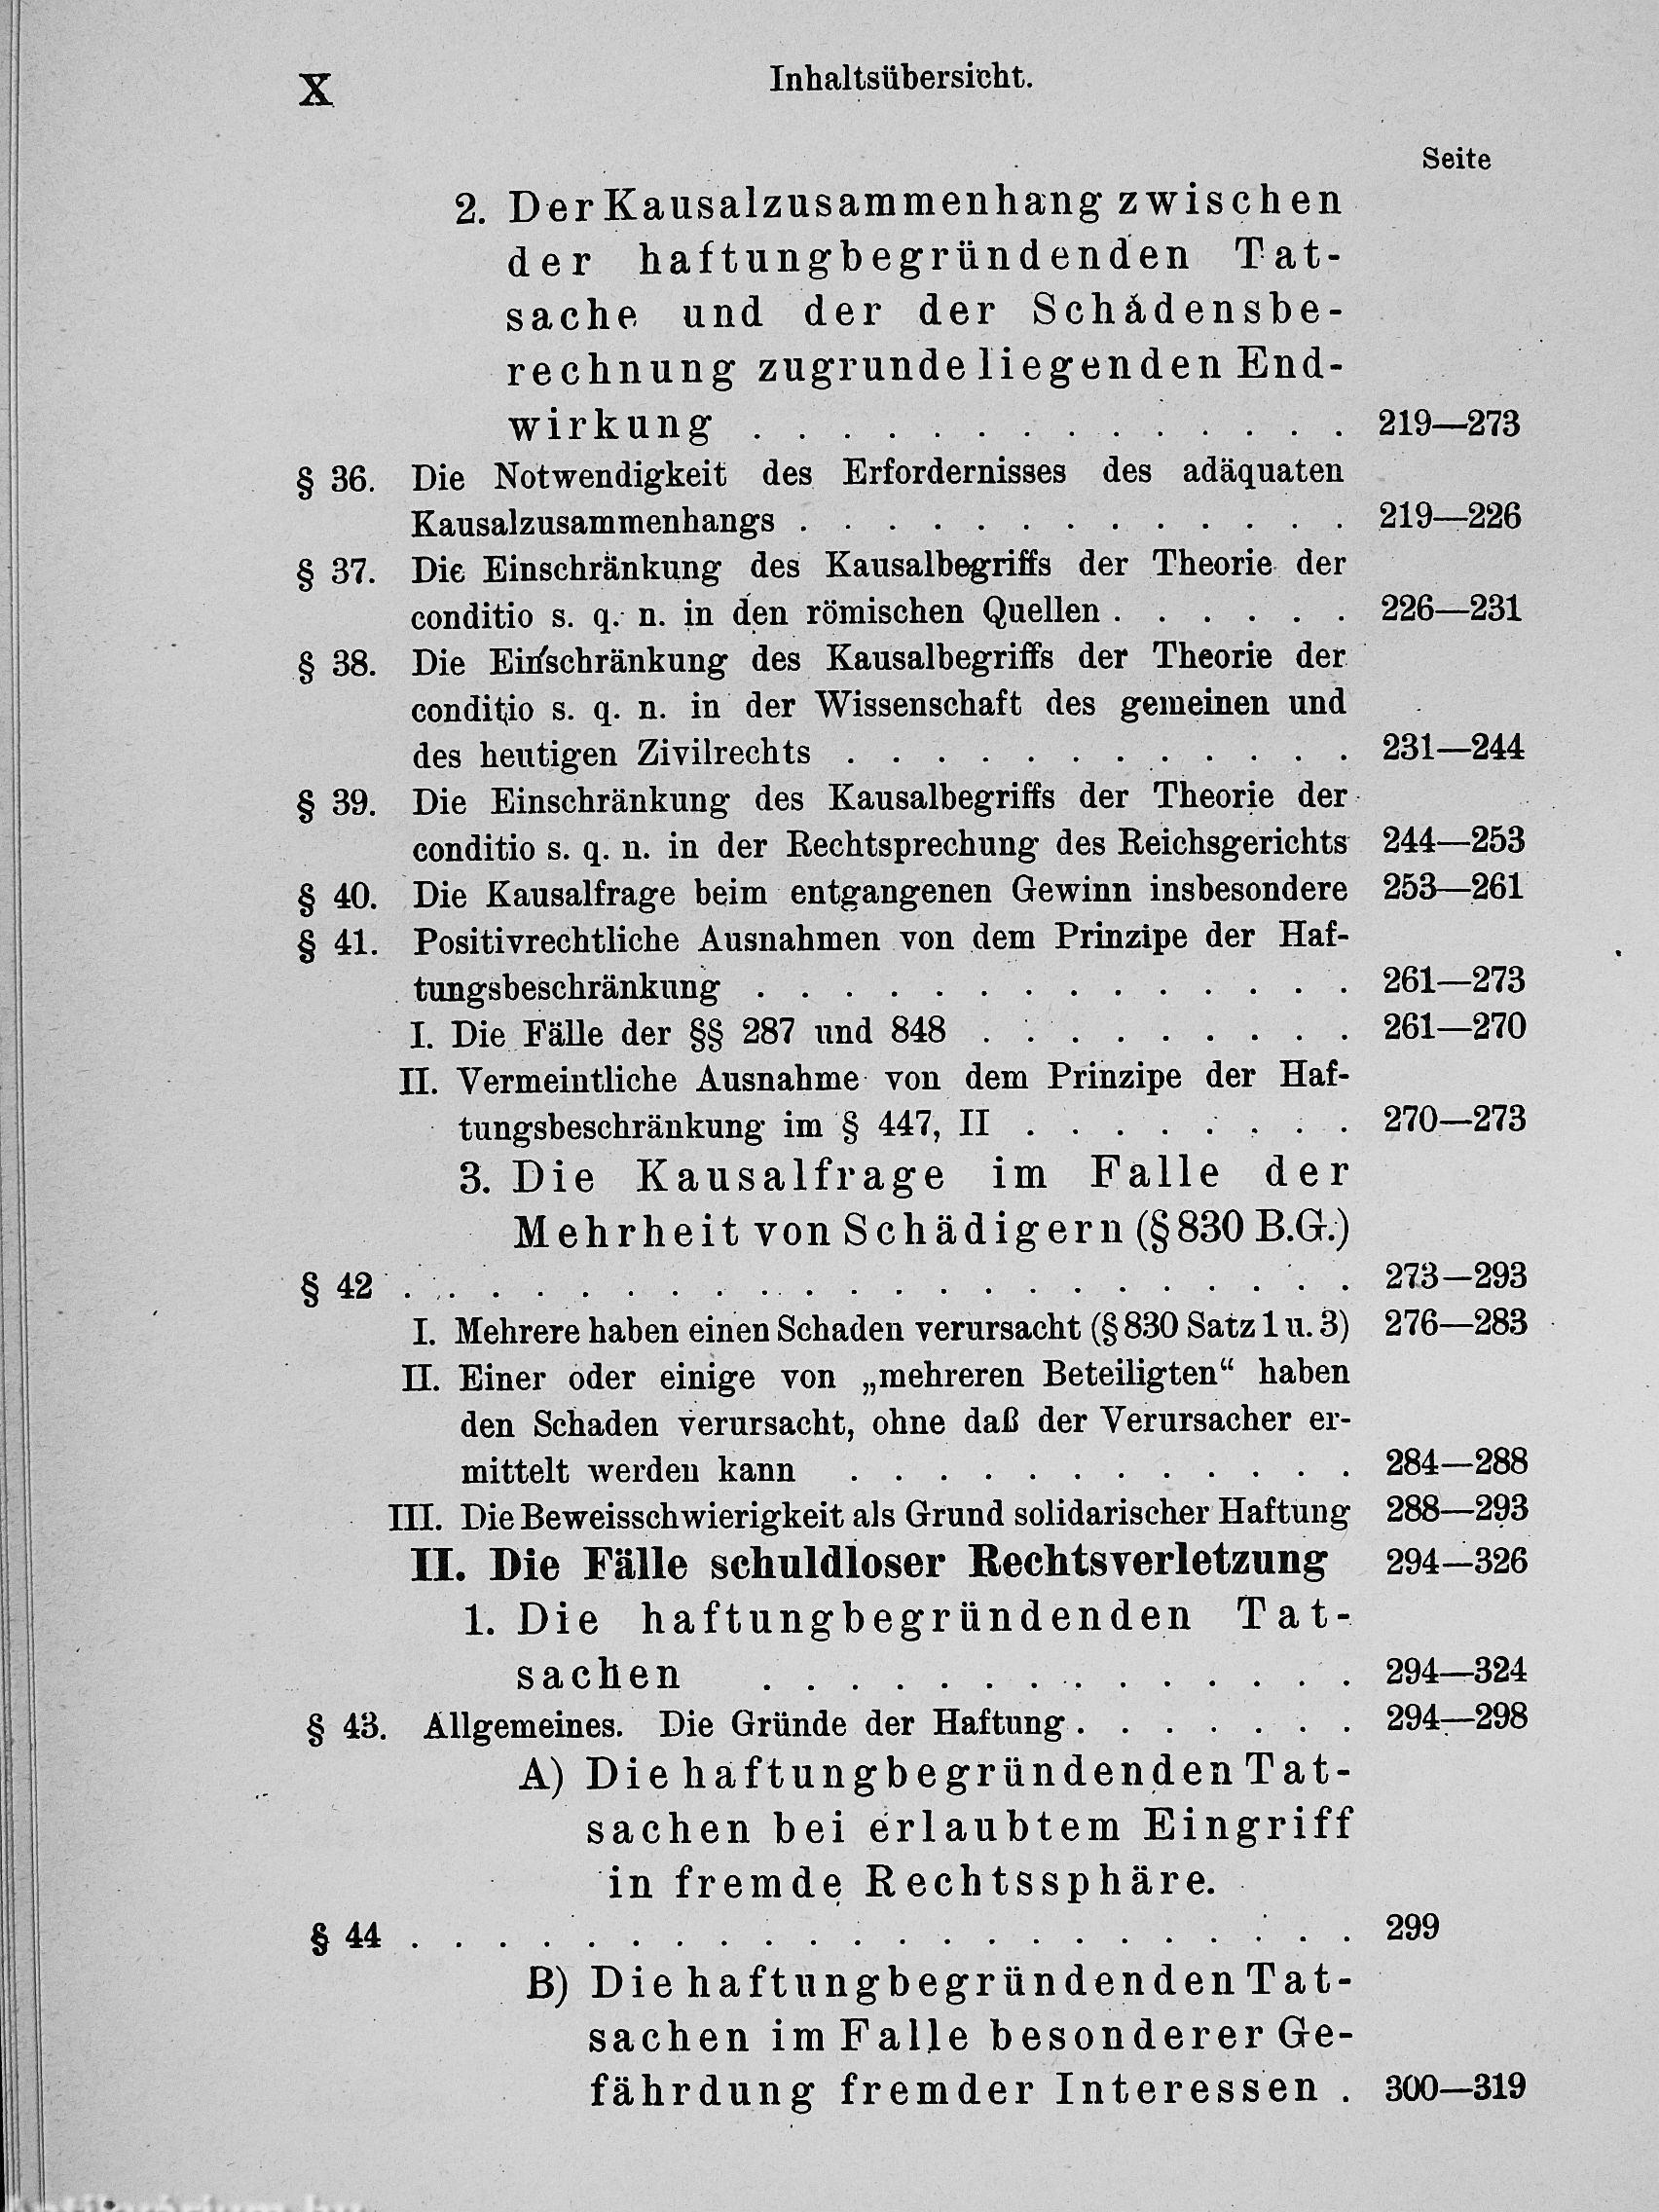 X
Inhaltsübersicht.
Seite
2. Der Kausalzusammenhang zwischen
der haftungbegründenden Tat-
sache und der der Schadensbe-
rechnung zugrunde liegenden End-
wirkung . . . . . . . . . . . . . . 219—273
§ 36. Die Notwendigkeit des Erfordernisses des adäquaten
Kausalzusammenhangs . . . . . . . . . . . . . 219—226
§ 37. Die Einschränkung des Kausalbegriffs der Theorie der
conditio s. q. n. in den römischen Quellen . . . . . . 226—231
§ 38. Die Einschränkung des Kausalbegriffs der Theorie der
conditio s. q. n. in der Wissenschaft des gemeinen und
des heutigen Zivilrechts . . . . . . . . . . . . 231—244
§ 39. Die Einschränkung des Kausalbegriffs der Theorie der
conditio s. q. n. in der Rechtsprechung des Reichsgerichts 244—253
§ 40. Die Kausalfrage beim entgangenen Gewinn insbesondere 253—261
§ 41. Positivrechtliche Ausnahmen von dem Prinzipe der Haf-
tungsbeschränkung . . . . . . . . . . . . . . 261—273
I. Die Fälle der §§ 287 und 848 . . . . . . . . . 261—270
II. Vermeintliche Ausnahme von dem Prinzipe der Haf-
tungsbeschränkung im § 447, II . . . . . . . . 270—273
3. Die Kausalfrage im Falle der
Mehrheit von Schädigern (§ 830 B.G.)
§ 42 . . . . . . . . . . . . . . . . . . . . . . 273—293
I. Mehrere haben einen Schaden verursacht (§ 830 Satz 1 u. 3) 276—283
II. Einer oder einige von „mehreren Beteiligten“ haben
den Schaden verursacht, ohne daß der Verursacher er-
mittelt werden kann . . . . . . . . . . . . 284—288
III. Die Beweisschwierigkeit als Grund solidarischer Haftung 288—293
II. Die Fälle schuldloser Rechtsverletzung 294—326
1. Die haftungbegründenden Tat-
sachen . . . . . . . . . . . . . . 294—324
§ 43. Allgemeines. Die Gründe der Haftung . . . . . . . 294—298
A) Die haftungbegründenden Tat-
sachen bei erlaubtem Eingriff
in fremde Rechtssphäre.
§ 44 . . . . . . . . . . . . . . . . . . . . . . 299
B) Die haftungbegründenden Tat-
sachen im Falle besonderer Ge-
fährdung fremder Interessen . 300—319